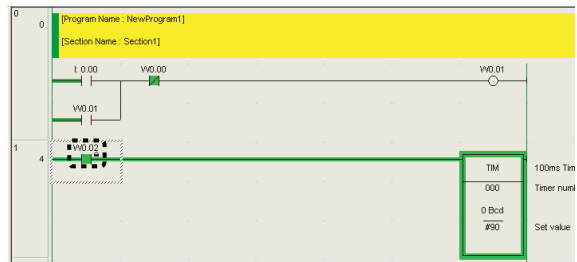 0
0
[Program Name : NewProgram1]
[Section Name : Section1]
I: 0.00 W0.00 W0.01
W0.01
1
4
W0.02
TIM 100ms Tim
000 Timer numb
0 Bcd
#90 Set value